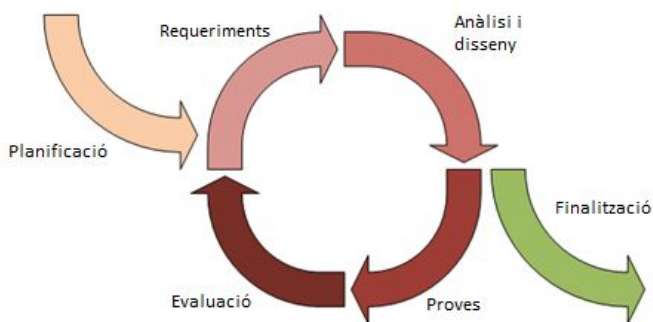 Requeriments
Anàlisi i
disseny
Planificació
Finalització
Evaluació
Proves